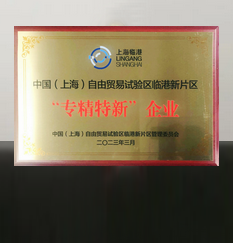 上海临港
LINGANG
SHANGHAI
中国（上海）自由贸易试验区临港新片区
“专精特新”企业
中国（上海）自由贸易试验区临港新片区管理委员会
二〇二三年三月